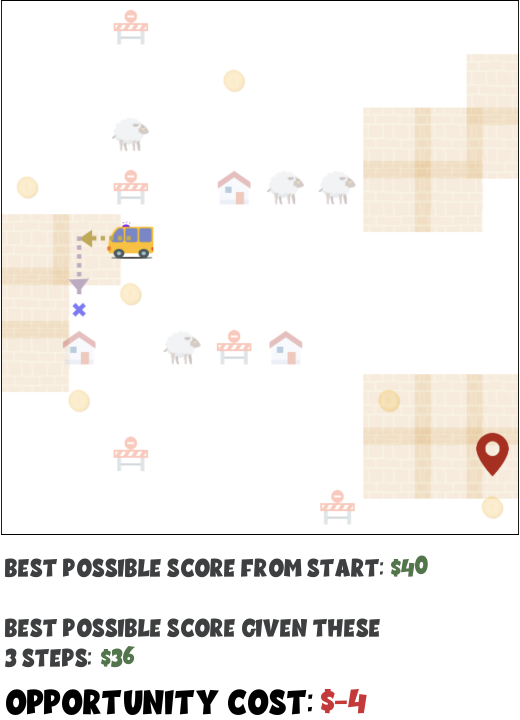 BEST POSSIBLE SCORE FROM START: $40
BEST POSSIBLE SCORE GIVEN THESE
3 STEPS: $36
OPPORTUNITY COST: $-4